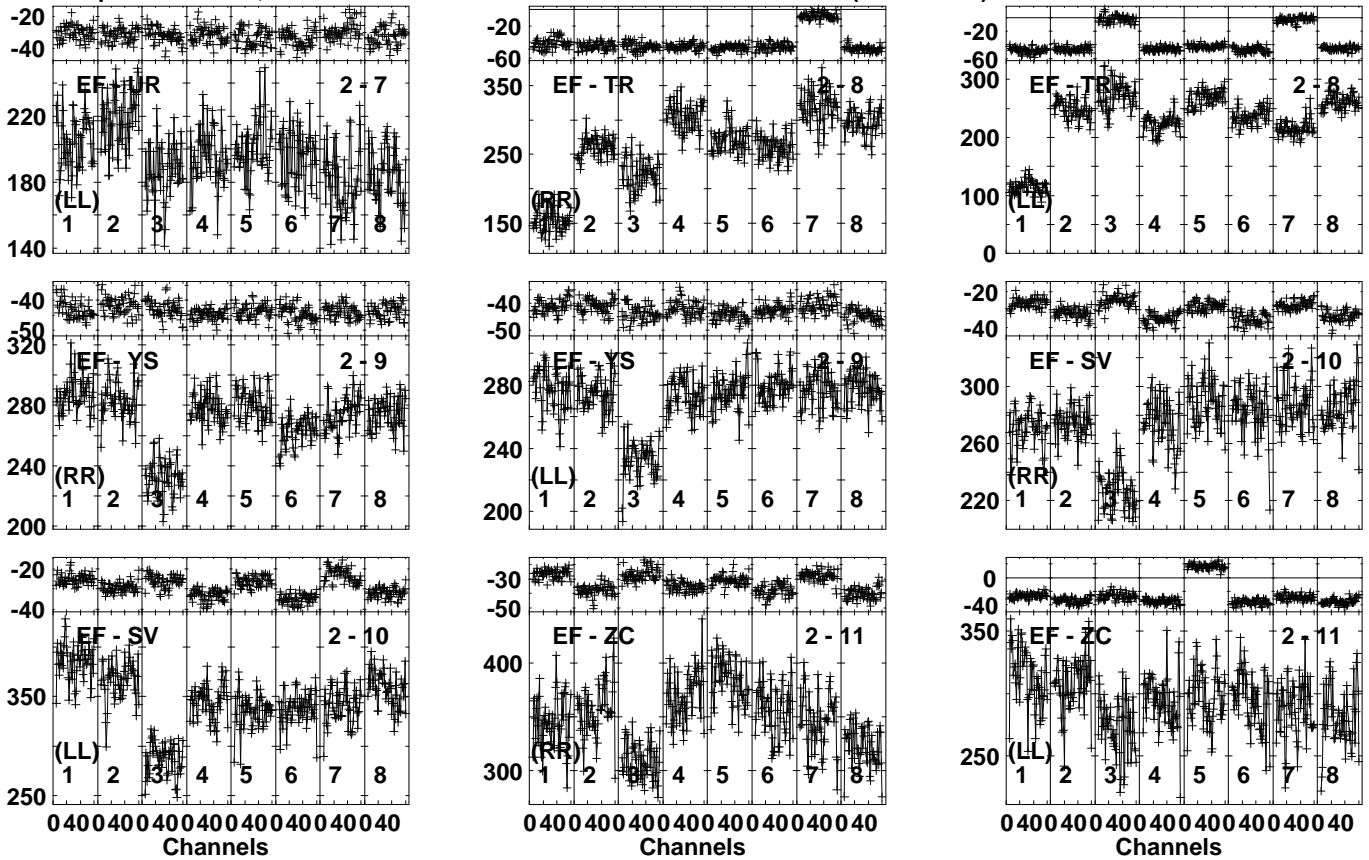 -20
-40
EF - UR 2 - 7
220
180
140
(LL)
1 2 3 4 5 6 7 8
-20
-60
EF - TR 2 - 8
350
250
150
(RR)
1 2 3 4 5 6 7 8
-20
-60
EF - TR 2 - 8
300
200
100
0
(LL)
1 2 3 4 5 6 7 8
-40
-50
EF - YS 2 - 9
320
280
240
200
(RR)
1 2 3 4 5 6 7 8
-40
-50
EF - YS 2 - 9
280
240
200
(LL)
1 2 3 4 5 6 7 8
-20
-40
EF - SV 2 - 10
300
260
220
(RR)
1 2 3 4 5 6 7 8
-20
-40
EF - SV 2 - 10
350
250
(LL)
1 2 3 4 5 6 7 8
0 40 0 40 0 40 0 40 0 40 0 40 0 40 0 40
Channels
-30
-50
EF - ZC 2 - 11
400
300
(RR)
1 2 3 4 5 6 7 8
0 40 0 40 0 40 0 40 0 40 0 40 0 40 0 40
Channels
0
-40
EF - ZC 2 - 11
350
250
(LL)
1 2 3 4 5 6 7 8
0 40 0 40 0 40 0 40 0 40 0 40 0 40 0 40
Channels